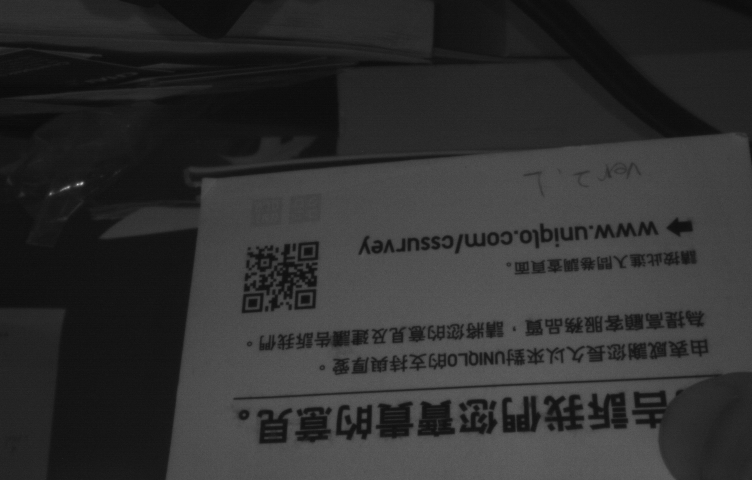 告訴我們您寶貴的意見。
由衷感謝您長久以來對UNIQLO的支持與厚愛。
為提高顧客服務品質，請將您的意見及建議告訴我們。
請按此進入問卷調查頁面。
➡ www.uniqlo.com/cssurvey
Ver 2.1